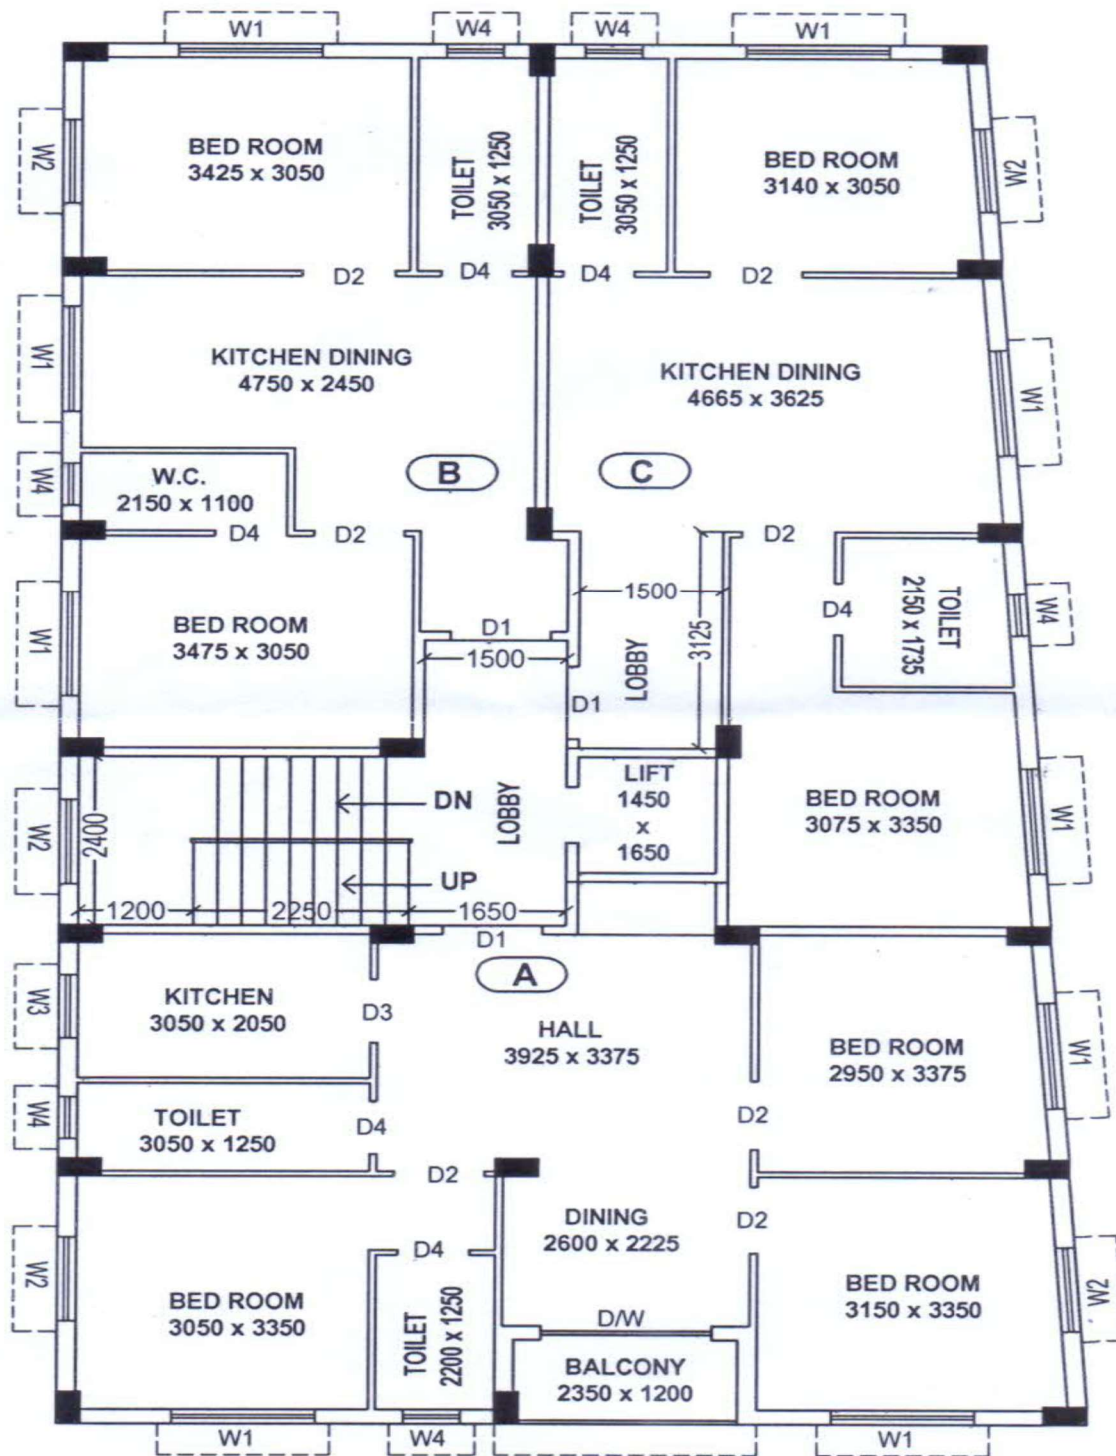 W1
W4
W4
W1
BED ROOM
3425 x 3050
TOILET
3050 x 1250
TOILET
3050 x 1250
BED ROOM
3140 x 3050
W2
W2
D2
D4
D4
D2
KITCHEN DINING
4750 x 2450
KITCHEN DINING
4665 x 3625
W1
W1
W4
W.C.
2150 x 1100
B
C
D4
D2
D2
BED ROOM
3475 x 3050
W1
D1
1500
1500
3125
LOBBY
D1
D4
TOILET
2150 x 1735
W4
2400
W2
DN
UP
LOBBY
LIFT
1450
x
1650
BED ROOM
3075 x 3350
W1
1200
2250
1650
D1
A
KITCHEN
3050 x 2050
W3
D3
HALL
3925 x 3375
BED ROOM
2950 x 3375
W1
TOILET
3050 x 1250
W4
D4
D2
D2
DINING
2600 x 2225
D2
D4
W2
BED ROOM
3050 x 3350
TOILET
2200 x 1250
D/W
BALCONY
2350 x 1200
BED ROOM
3150 x 3350
W2
W1
W4
W1